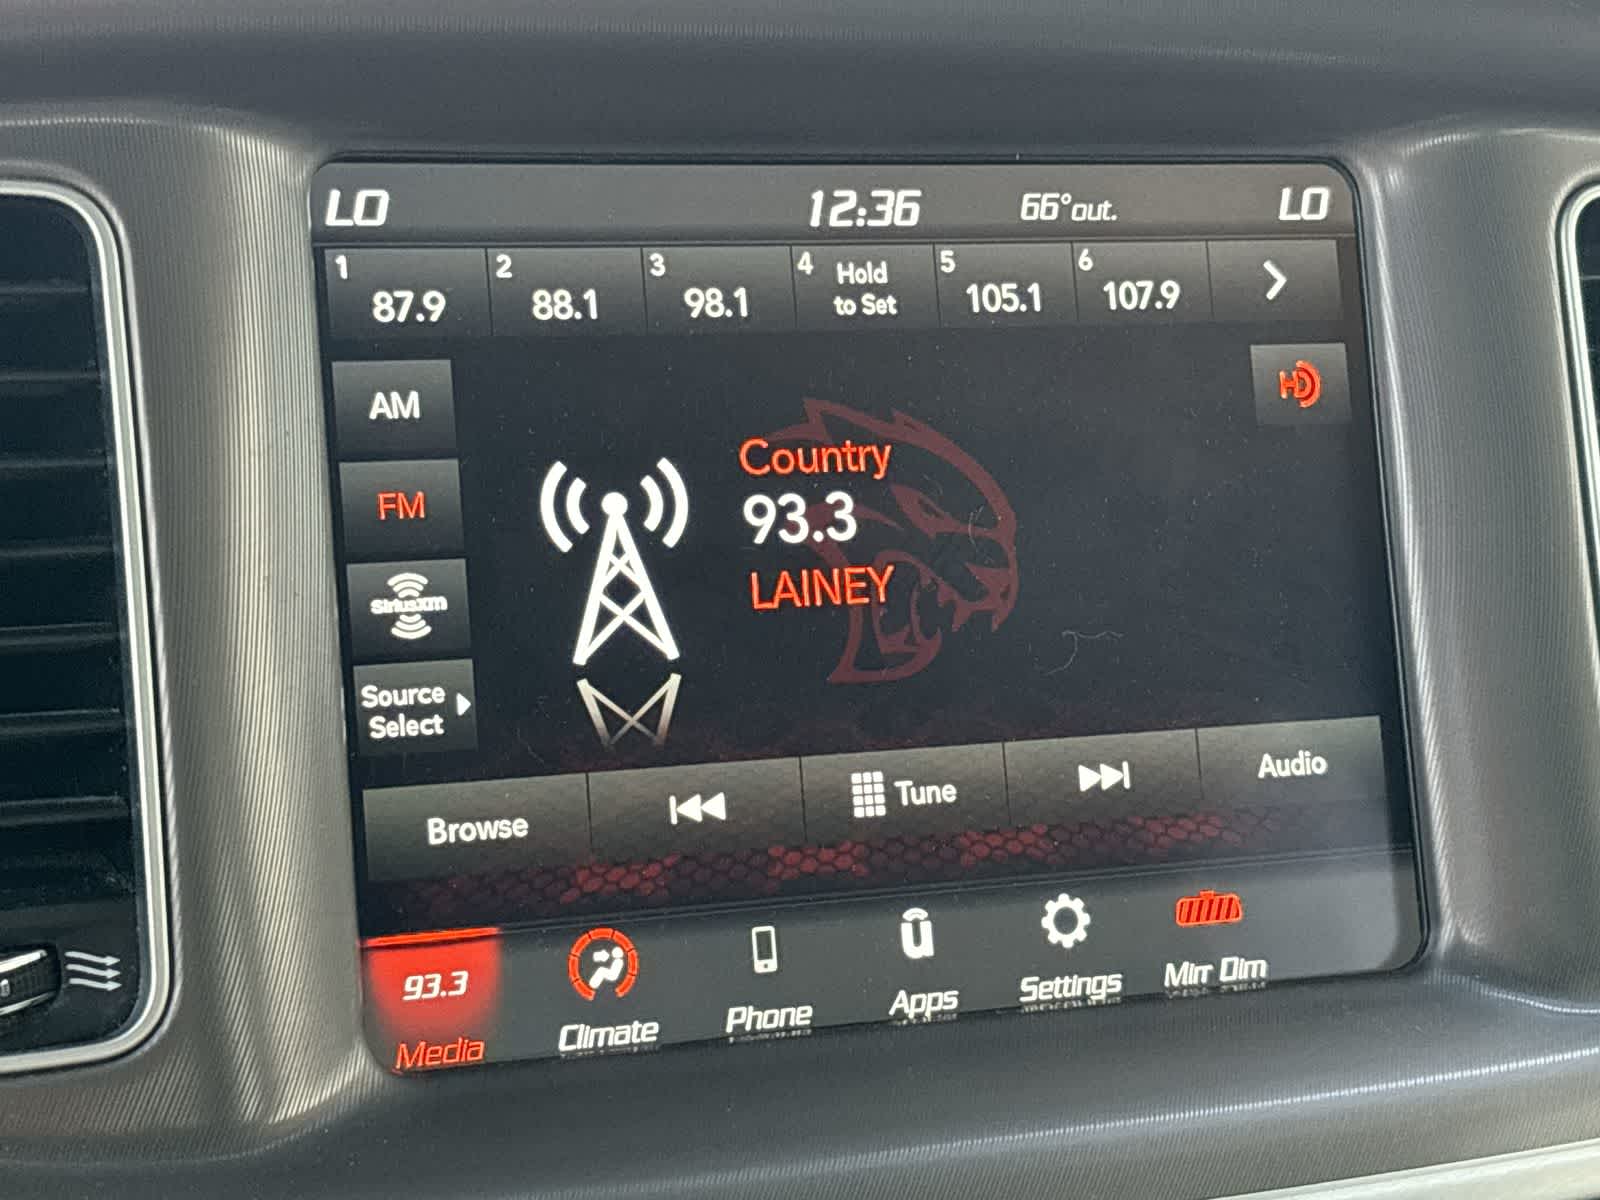 LO 12:36 66°out. LO
1 2 3 4 Hold 5 6
87.9 88.1 98.1 to Set 105.1 107.9
HD
AM
Country
FM 93.3
LAINEY
SiriusXM
Source
Select
Browse Tune Audio
93.3
Media Climate Phone Apps Settings Mirr Dim